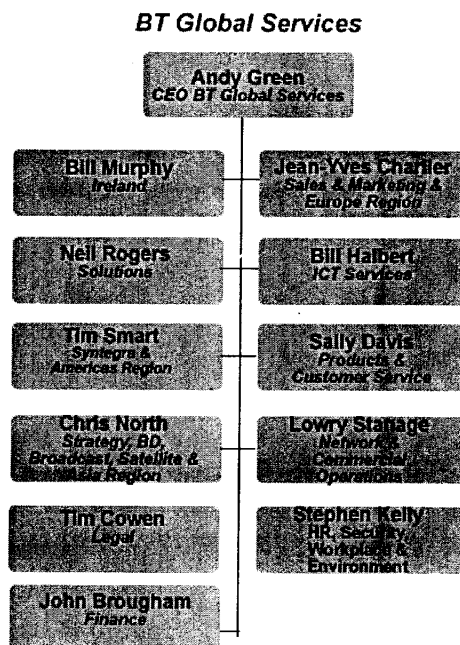 BT Global Services
Andy Green
CEO BT Global Services
Bill Murphy
Ireland
Jean-Yves Charlier
Sales & Marketing &
Europe Region
Neil Rogers
Solutions
Bill Halbert
ICT Services
Tim Smart
Syntegra &
Americas Region
Sally Davis
Products &
Customer Service
Chris North
Strategy, BD,
Broadcast, Satellite &
Asia Region
Lowry Stanage
Network &
Commercial
Operations
Tim Cowen
Legal
Stephen Kelly
HR, Security,
Workplace &
Environment
John Brougham
Finance